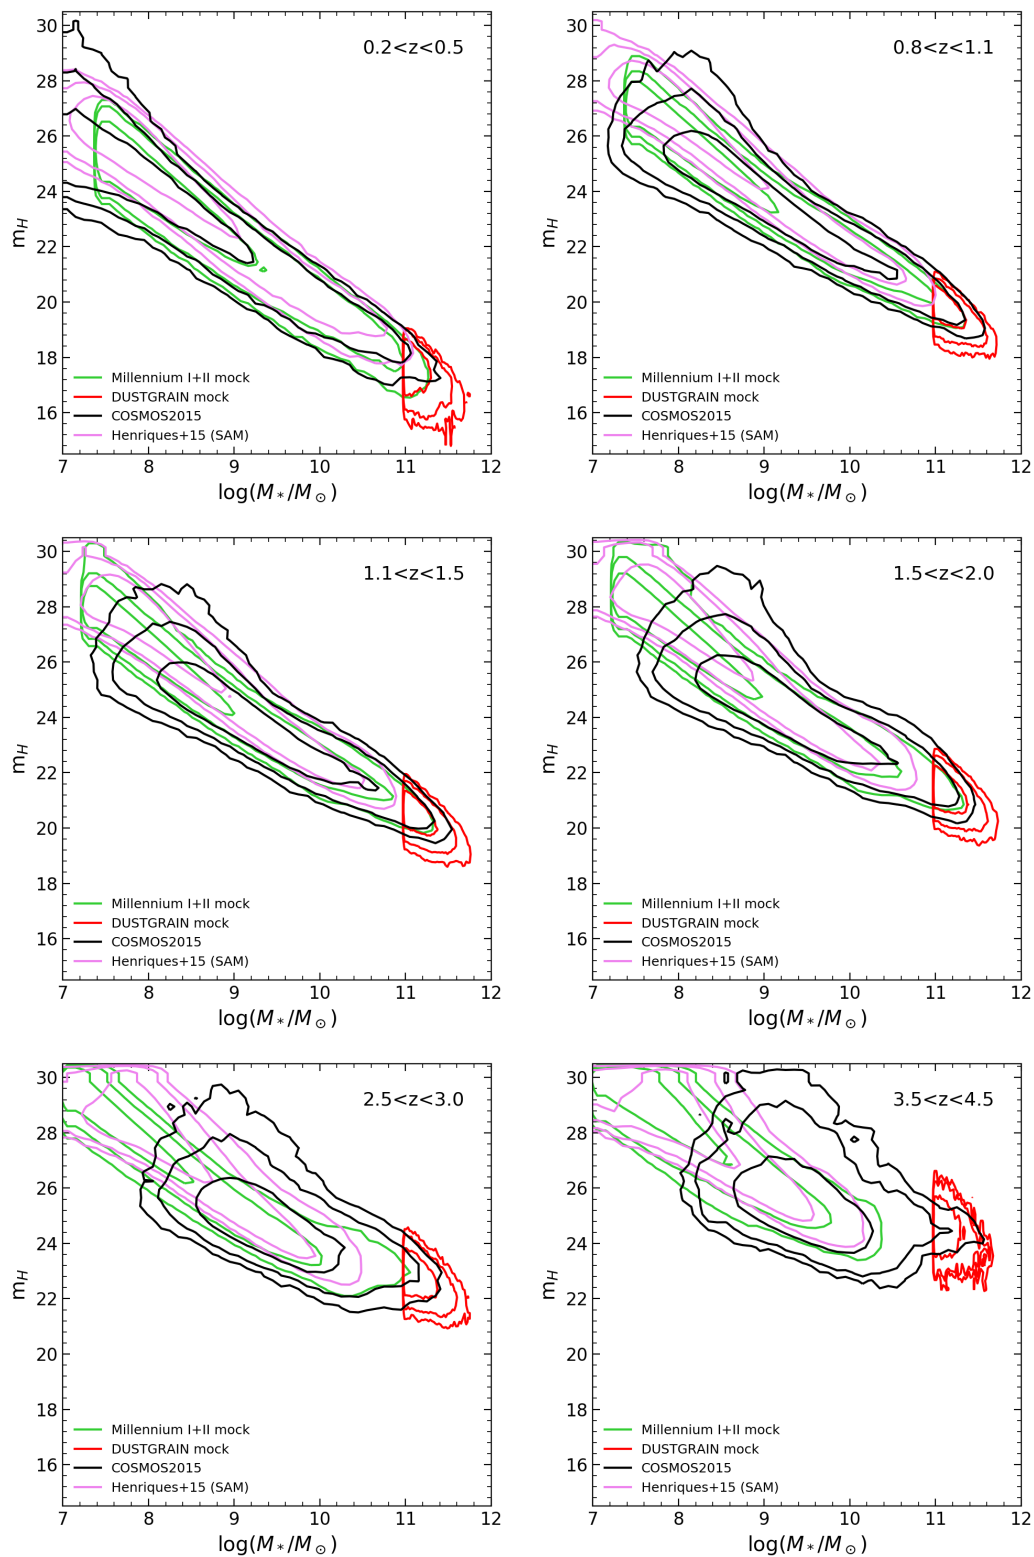 0.2<z<0.5
30
28
26
24
22
20
18
16
m_H
Millennium I+II mock
DUSTGRAIN mock
COSMOS2015
Henriques+15 (SAM)
7 8 9 10 11 12
log(M_*/M_⊙)
0.8<z<1.1
30
28
26
24
22
20
18
16
m_H
Millennium I+II mock
DUSTGRAIN mock
COSMOS2015
Henriques+15 (SAM)
7 8 9 10 11 12
log(M_*/M_⊙)
1.1<z<1.5
30
28
26
24
22
20
18
16
m_H
Millennium I+II mock
DUSTGRAIN mock
COSMOS2015
Henriques+15 (SAM)
7 8 9 10 11 12
log(M_*/M_⊙)
1.5<z<2.0
30
28
26
24
22
20
18
16
m_H
Millennium I+II mock
DUSTGRAIN mock
COSMOS2015
Henriques+15 (SAM)
7 8 9 10 11 12
log(M_*/M_⊙)
2.5<z<3.0
30
28
26
24
22
20
18
16
m_H
Millennium I+II mock
DUSTGRAIN mock
COSMOS2015
Henriques+15 (SAM)
7 8 9 10 11 12
log(M_*/M_⊙)
3.5<z<4.5
30
28
26
24
22
20
18
16
m_H
Millennium I+II mock
DUSTGRAIN mock
COSMOS2015
Henriques+15 (SAM)
7 8 9 10 11 12
log(M_*/M_⊙)